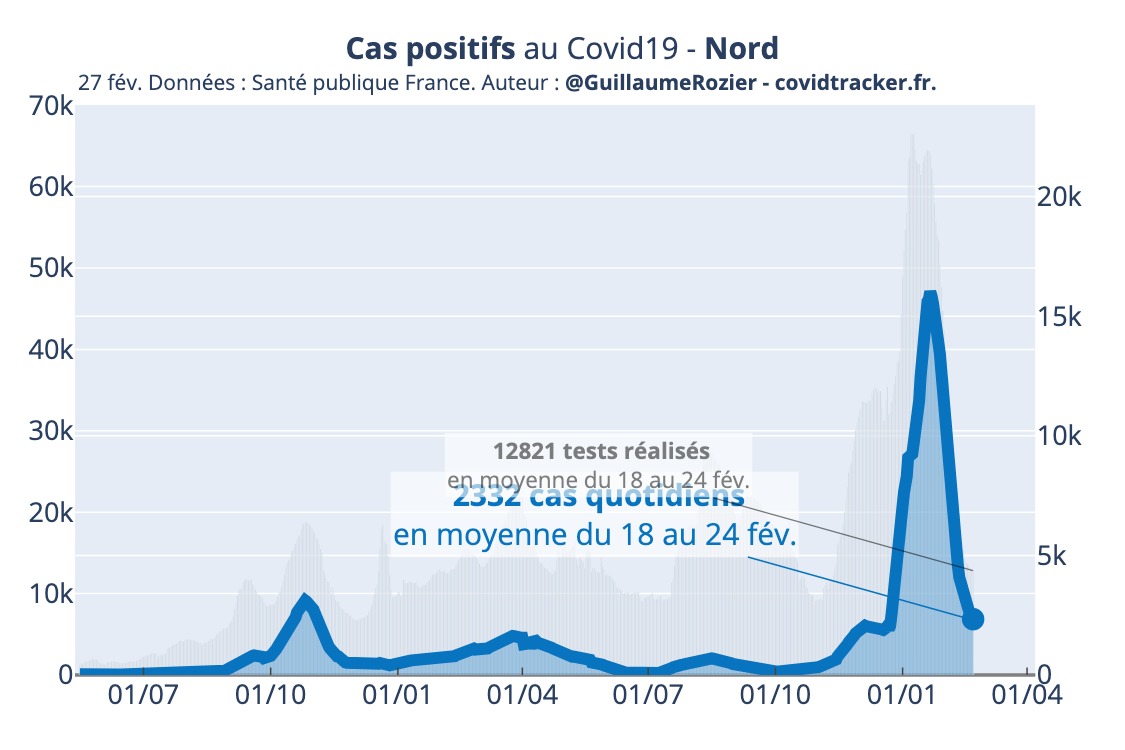 Cas positifs au Covid19 - Nord
27 fév. Données : Santé publique France. Auteur : @GuillaumeRozier - covidtracker.fr.
70k
60k
50k
40k
30k
20k
10k
0
20k
15k
10k
5k
0
12821 tests réalisés
en moyenne du 18 au 24 fév.
2332 cas quotidiens
en moyenne du 18 au 24 fév.
01/07 01/10 01/01 01/04 01/07 01/10 01/01 01/04